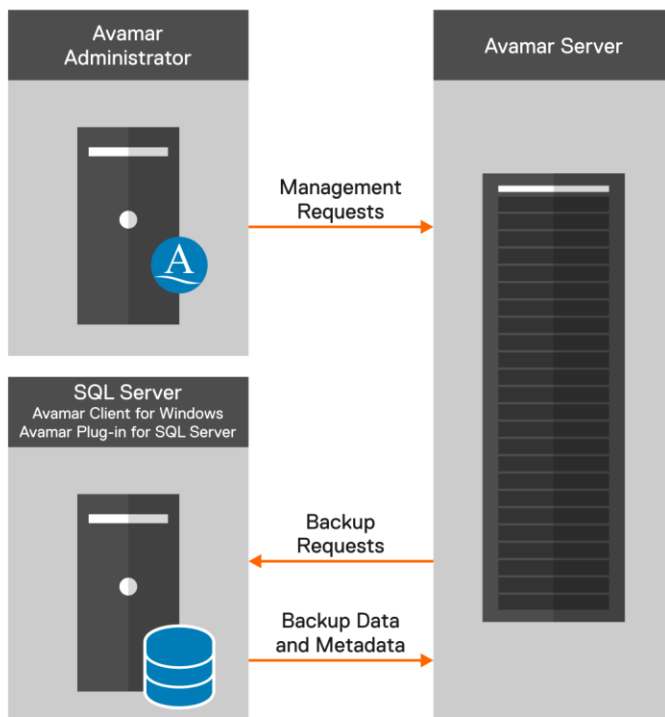 Avamar
Administrator
Avamar Server
Management
Requests
A
SQL Server
Avamar Client for Windows
Avamar Plug-in for SQL Server
Backup
Requests
Backup Data
and Metadata